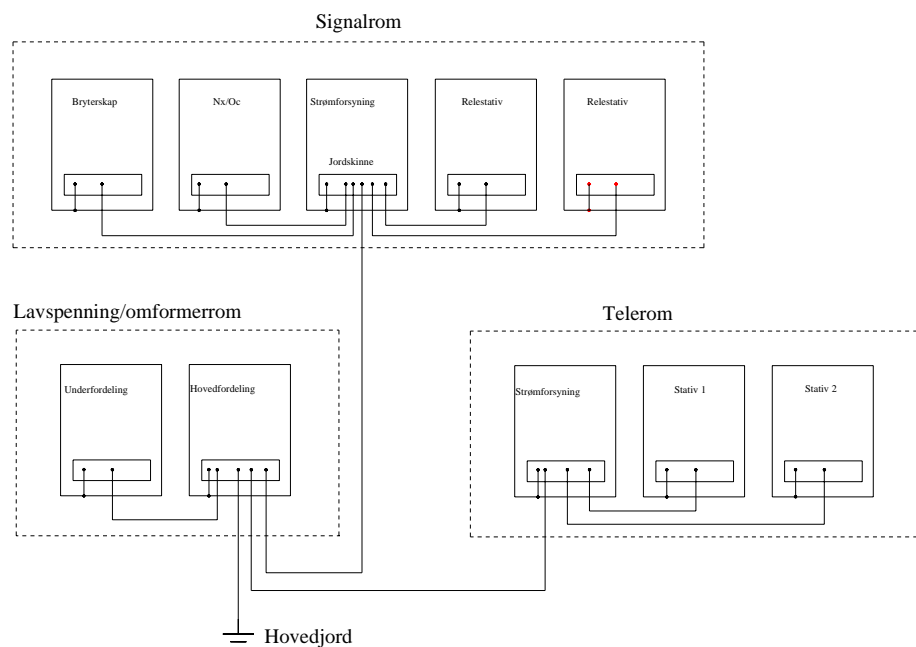 Signalrom
Bryterskap
Nx/Oc
Strømforsyning
Relestativ
Relestativ
Jordskinne
Lavspenning/omformerrom
Telerom
Underfordeling
Hovedfordeling
Strømforsyning
Stativ 1
Stativ 2
Hovedjord